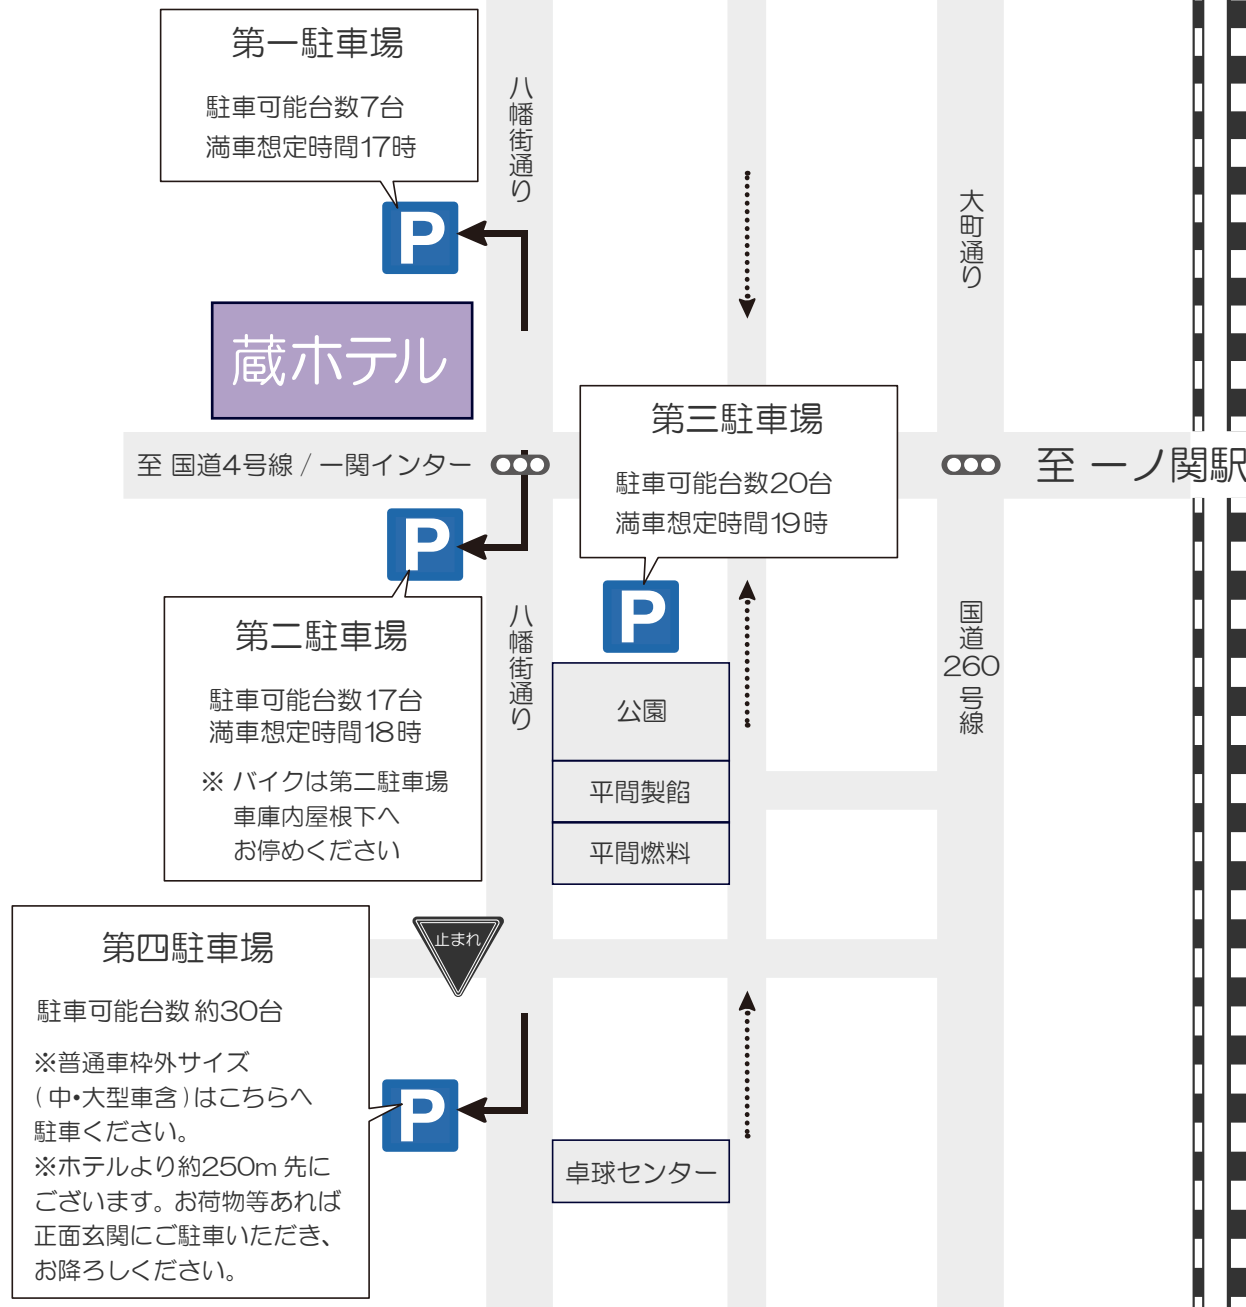 第一駐車場
駐車可能台数7台
満車想定時間17時
P
八幡街通り
大町通り
蔵ホテル
至 国道4号線 / 一関インター
第三駐車場
駐車可能台数20台
満車想定時間19時
P
至 一ノ関駅
P
第二駐車場
駐車可能台数17台
満車想定時間18時
※ バイクは第二駐車場
車庫内屋根下へ
お停めください
八幡街通り
国道
260
号線
公園
平間製餡
平間燃料
止まれ
第四駐車場
駐車可能台数 約30台
※普通車枠外サイズ
(中・大型車含)はこちらへ
駐車ください。
※ホテルより約250m 先に
ございます。お荷物等あれば
正面玄関にご駐車いただき、
お降ろしください。
P
卓球センター